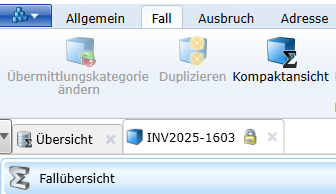 Allgemein Fall Ausbruch Adresse
Übermittlungskategorie ändern Duplizieren Kompaktansicht
Übersicht INV2025-1603
Fallübersicht